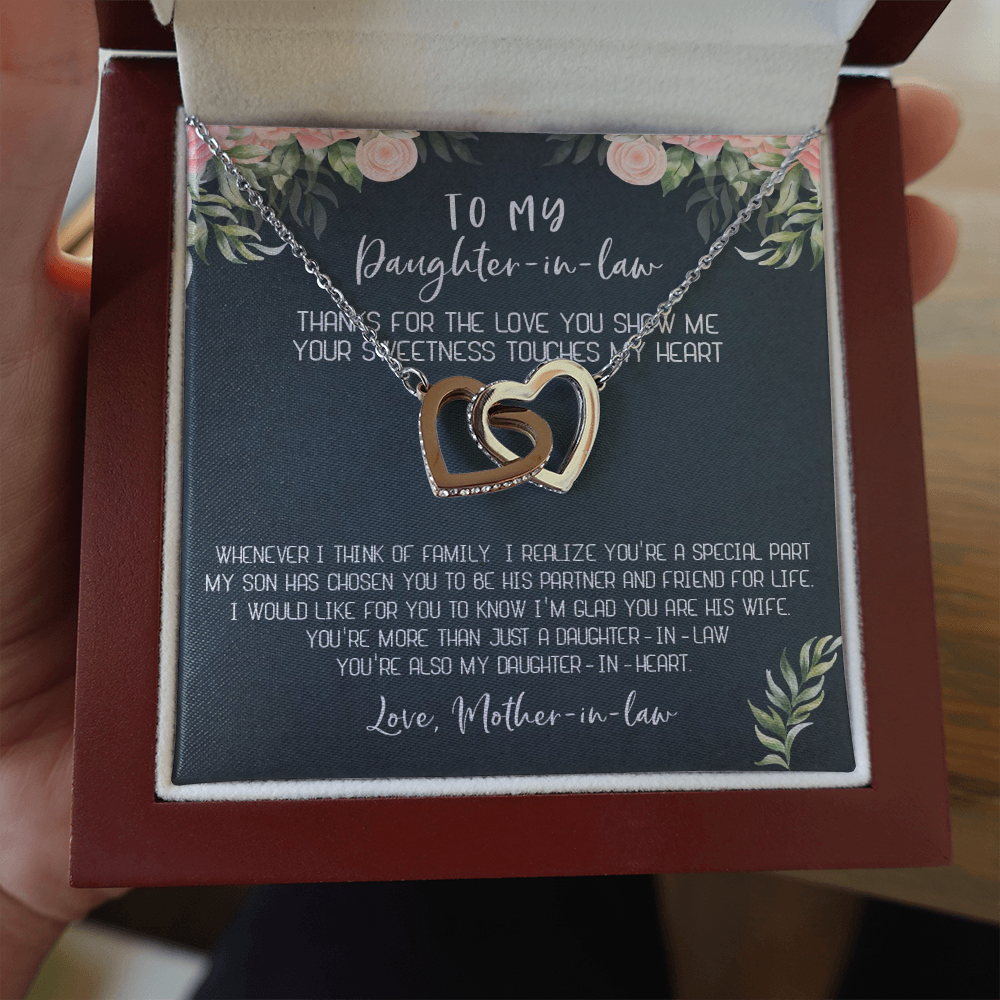 TO MY
Daughter-in-law
THANKS FOR THE LOVE YOU SHOW ME
YOUR SWEETNESS TOUCHES MY HEART
WHENEVER I THINK OF FAMILY. I REALIZE YOU'RE A SPECIAL PART
MY SON HAS CHOSEN YOU TO BE HIS PARTNER AND FRIEND FOR LIFE.
I WOULD LIKE FOR YOU TO KNOW I'M GLAD YOU ARE HIS WIFE.
YOU'RE MORE THAN JUST A DAUGHTER-IN-LAW
YOU'RE ALSO MY DAUGHTER-IN-HEART.
Love, Mother-in-law